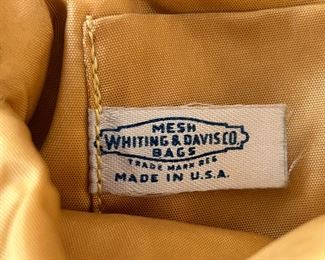 MESH
WHITING & DAVIS CO.
BAGS
TRADE MARK REG
MADE IN U.S.A.